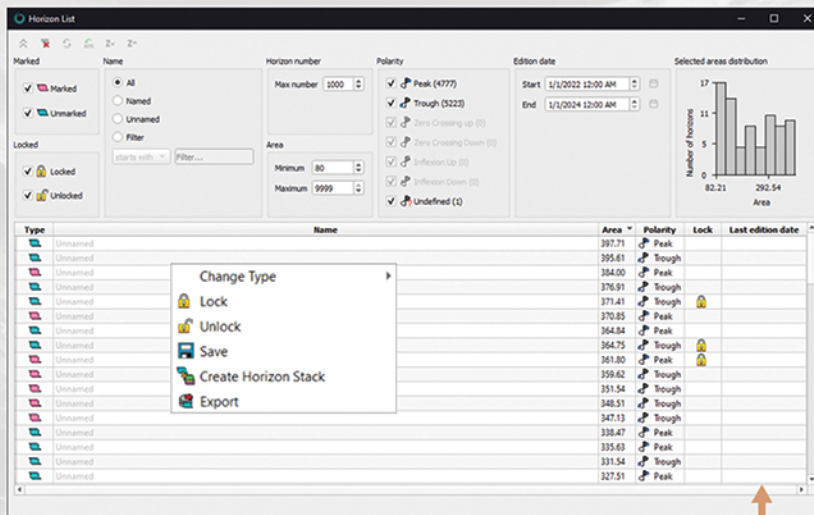 Horizon List
Marked
Marked
Unmarked
Locked
Locked
Unlocked
Name
All
Named
Unnamed
Filter
starts with
Filter...
Horizon number
Max number 1000
Area
Minimum 80
Maximum 9999
Polarity
Peak (4777)
Trough (5223)
Zero Crossing up (0)
Zero Crossing Down (0)
Inflexion Up (0)
Inflexion Down (0)
Undefined (1)
Edition date
Start 1/1/2022 12:00 AM
End 1/1/2024 12:00 AM
Selected areas distribution
Number of horizons
17
11
5
0
82.21 292.54
Area
Type Name Area Polarity Lock Last edition date
Unnamed 397.71 Peak
Unnamed 395.61 Trough
Unnamed 384.00 Peak
Unnamed 376.91 Trough
Unnamed 371.41 Trough
Unnamed 370.85 Peak
Unnamed 364.84 Peak
Unnamed 364.75 Trough
Unnamed 361.80 Peak
Unnamed 359.62 Trough
Unnamed 351.54 Trough
Unnamed 348.51 Trough
Unnamed 347.13 Trough
Unnamed 338.47 Peak
Unnamed 335.63 Peak
Unnamed 331.54 Trough
Unnamed 327.51 Peak
Change Type
Lock
Unlock
Save
Create Horizon Stack
Export